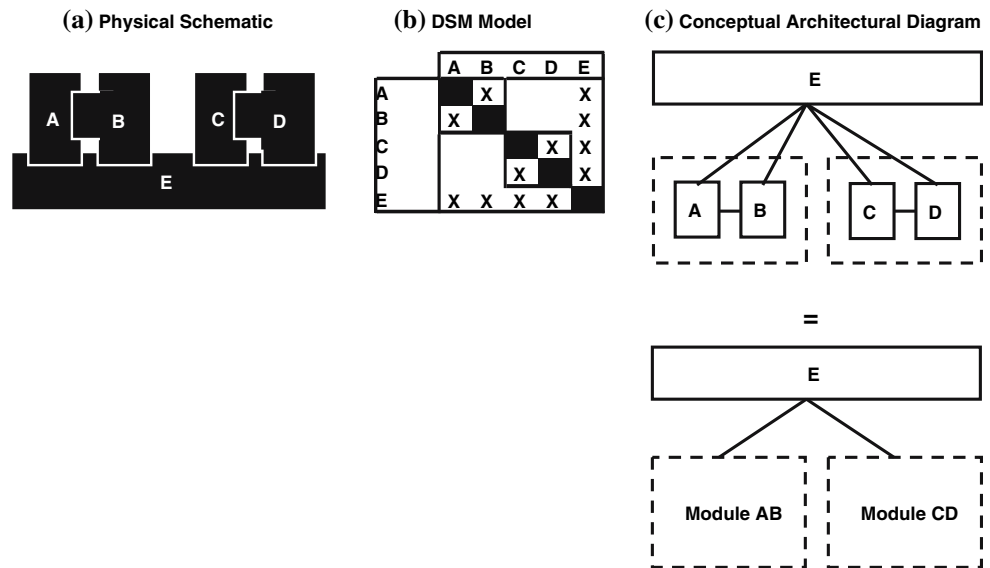 (a) Physical Schematic
A B C D
E
(b) DSM Model
A B C D E
A X X
B X X
C X X
D X X
E X X X X
(c) Conceptual Architectural Diagram
E
A B C D
=
E
Module AB Module CD